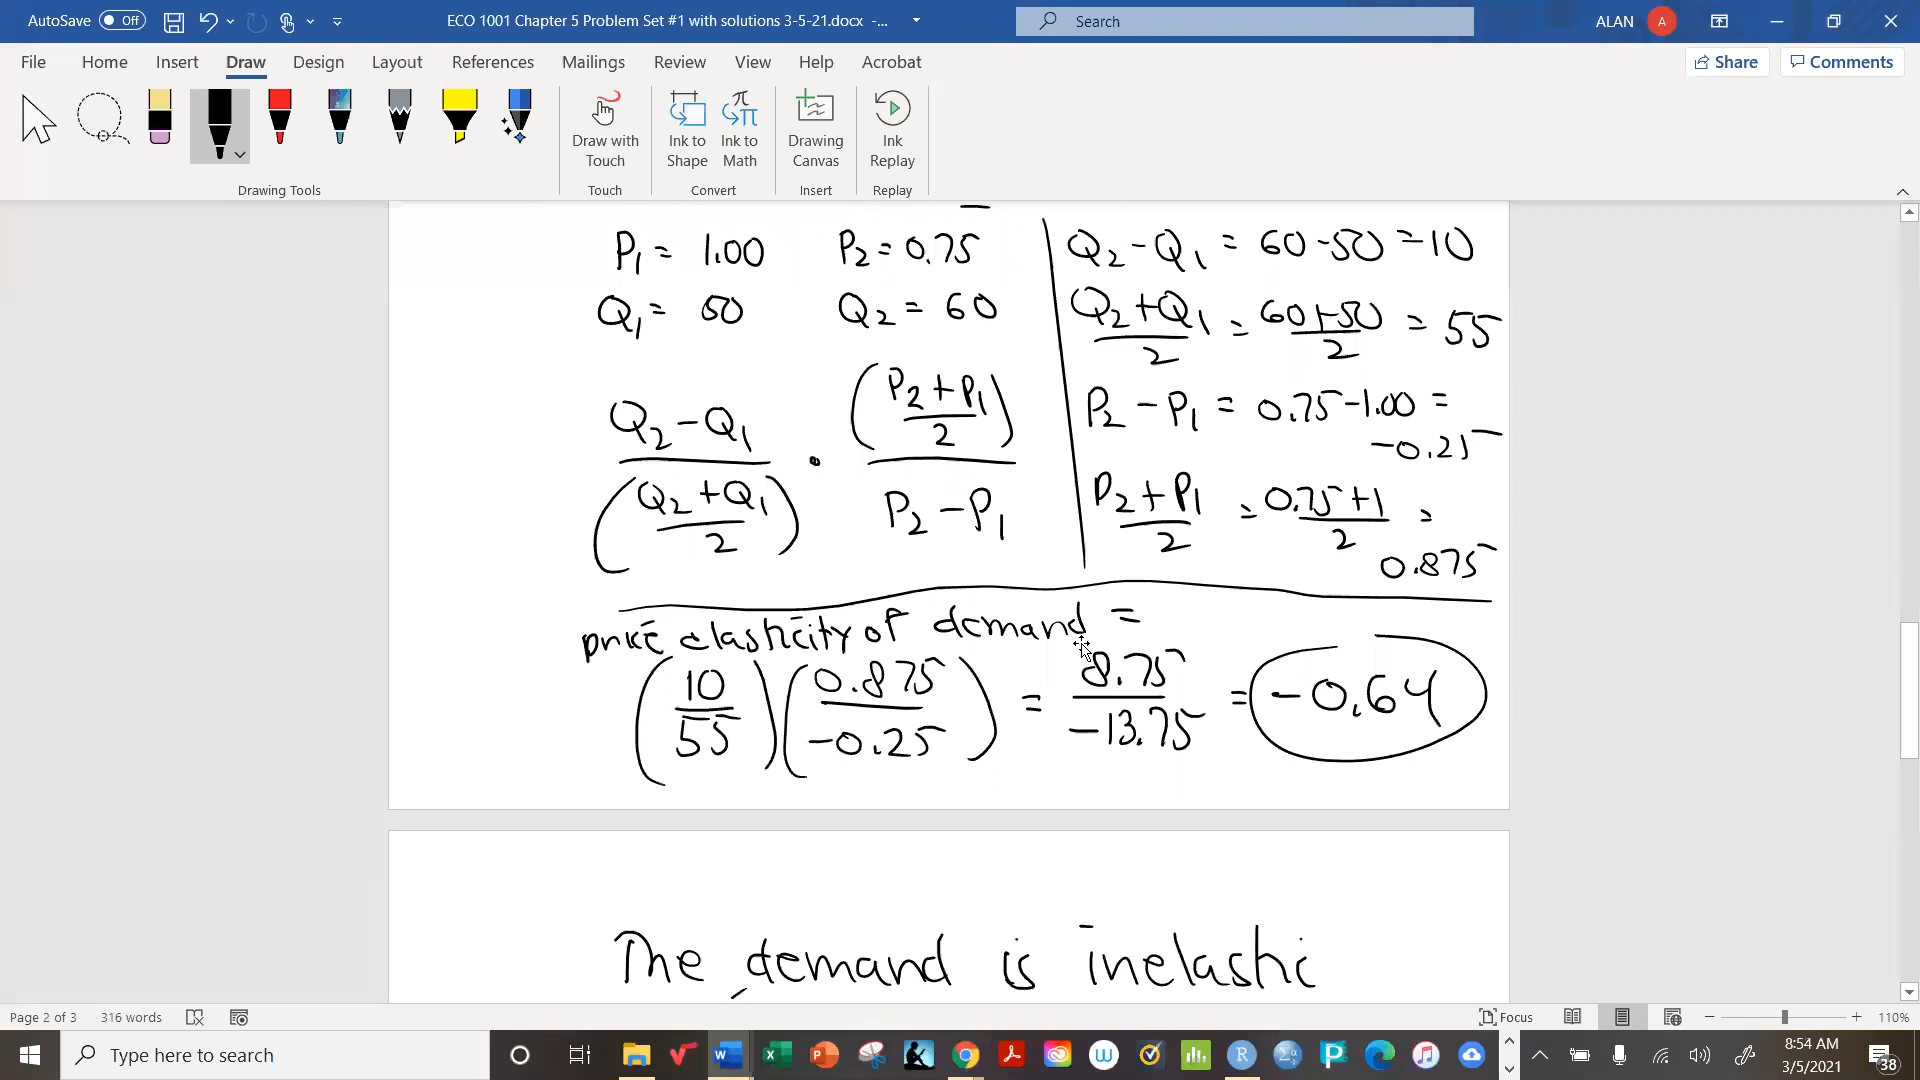 AutoSave Off ECO 1001 Chapter 5 Problem Set #1 with solutions 3-5-21.docx -... Search ALAN A
File Home Insert Draw Design Layout References Mailings Review View Help Acrobat Share Comments
Draw with Touch
Ink to Shape
Ink to Math
Drawing Canvas
Ink Replay
Drawing Tools Touch Convert Insert Replay
P₁ = 1.00 P₂ = 0.75
Q₁ = 50 Q₂ = 60
(Q₂ - Q₁) / ((Q₂ + Q₁)/2) · ((P₂ + P₁)/2) / (P₂ - P₁)
Q₂ - Q₁ = 60 - 50 = 10
(Q₂ + Q₁)/2 = (60 + 50)/2 = 55
P₂ - P₁ = 0.75 - 1.00 =
-0.25
(P₂ + P₁)/2 = (0.75 + 1)/2 =
0.875
price elasticity of demand =
(10/55) (0.875/-0.25) = 8.75/-13.75 = -0.64
The demand is inelastic
Page 2 of 3 316 words Focus 110%
Type here to search
8:54 AM
3/5/2021
38